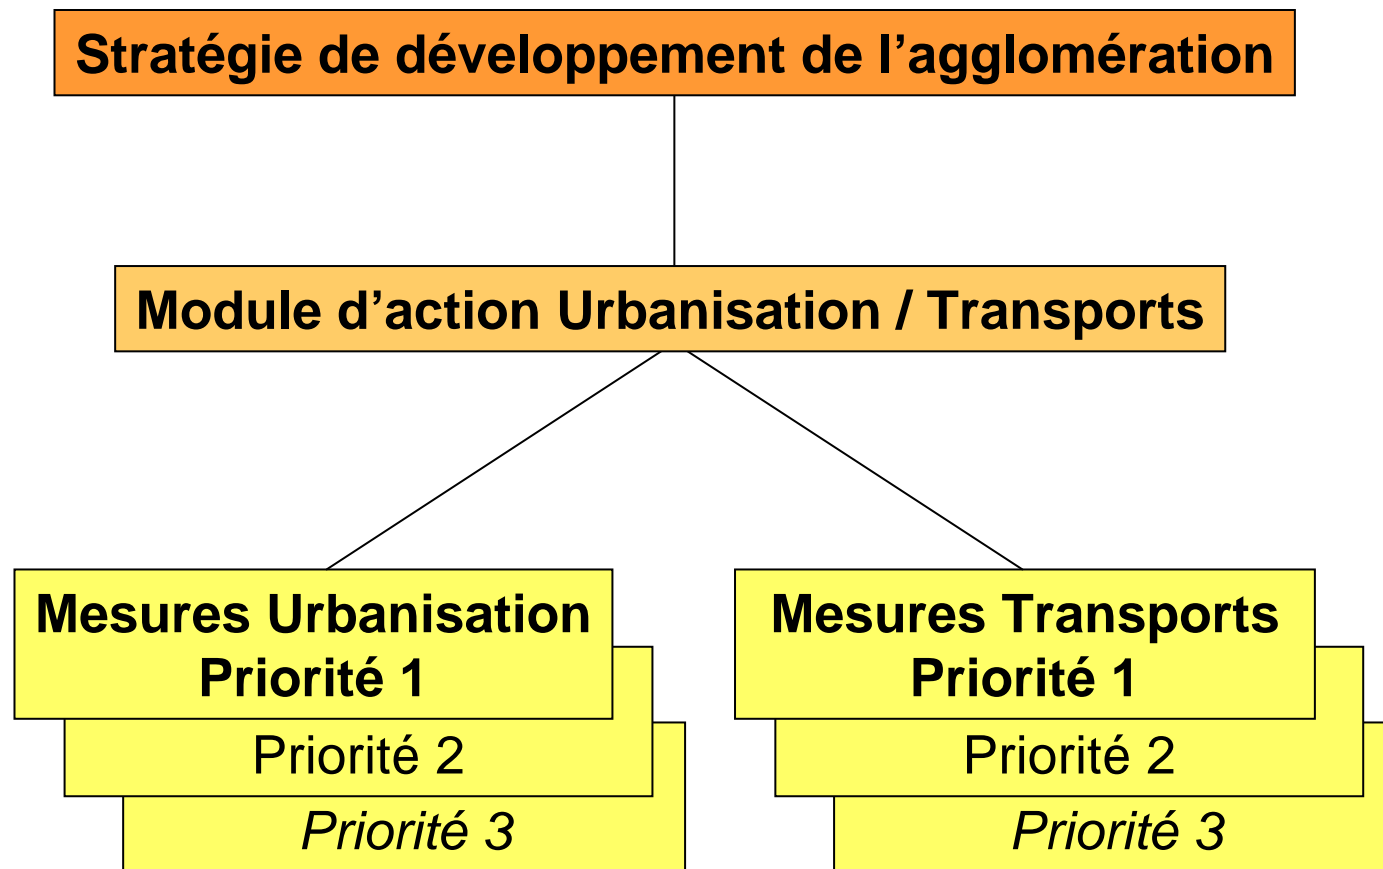 Stratégie de développement de l’agglomération
Module d’action Urbanisation / Transports
Mesures Urbanisation
Priorité 1
Priorité 2
Priorité 3
Mesures Transports
Priorité 1
Priorité 2
Priorité 3